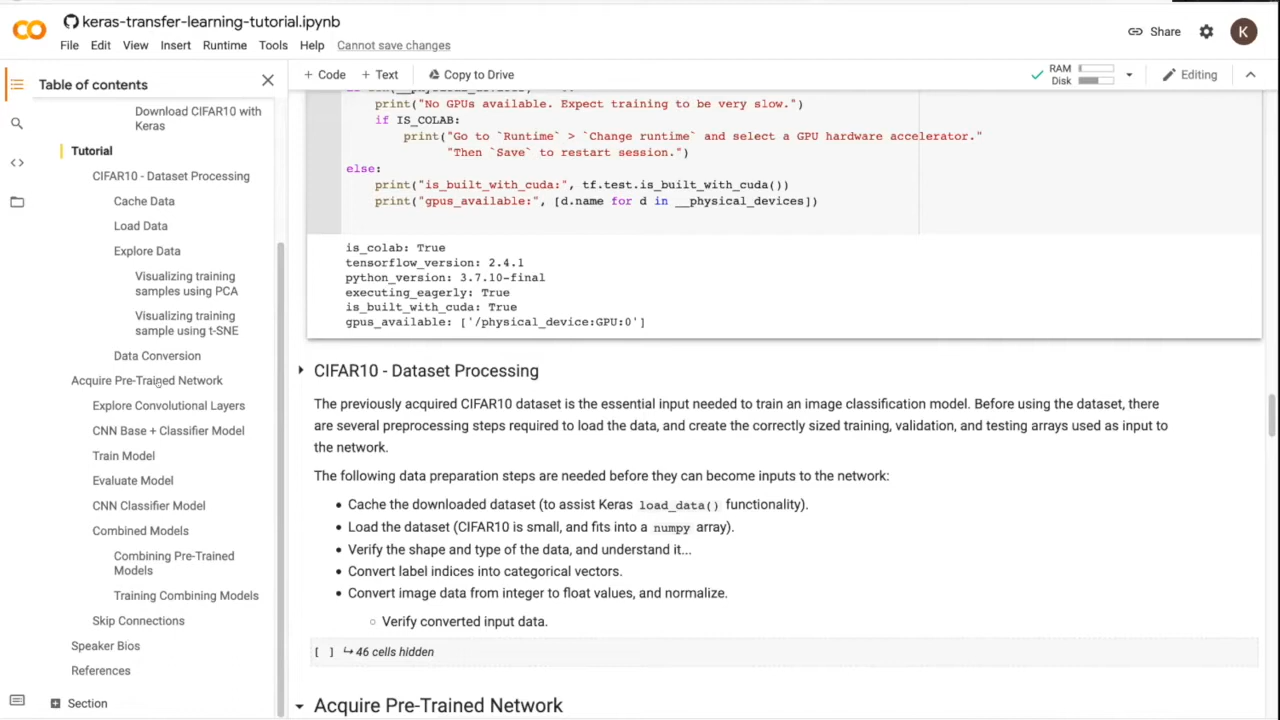 keras-transfer-learning-tutorial.ipynb
File Edit View Insert Runtime Tools Help Cannot save changes
Share
K
Table of contents
Download CIFAR10 with
Keras
Tutorial
CIFAR10 - Dataset Processing
Cache Data
Load Data
Explore Data
Visualizing training
samples using PCA
Visualizing training
sample using t-SNE
Data Conversion
Acquire Pre-Trained Network
Explore Convolutional Layers
CNN Base + Classifier Model
Train Model
Evaluate Model
CNN Classifier Model
Combined Models
Combining Pre-Trained
Models
Training Combining Models
Skip Connections
Speaker Bios
References
Section
+ Code + Text Copy to Drive
RAM
Disk
Editing
print("No GPUs available. Expect training to be very slow.")
if IS_COLAB:
print("Go to `Runtime` > `Change runtime` and select a GPU hardware accelerator."
"Then `Save` to restart session.")
else:
print("is_built_with_cuda:", tf.test.is_built_with_cuda())
print("gpus_available:", [d.name for d in __physical_devices])
is_colab: True
tensorflow_version: 2.4.1
python_version: 3.7.10-final
executing_eagerly: True
is_built_with_cuda: True
gpus_available: ['/physical_device:GPU:0']
CIFAR10 - Dataset Processing
The previously acquired CIFAR10 dataset is the essential input needed to train an image classification model. Before using the dataset, there
are several preprocessing steps required to load the data, and create the correctly sized training, validation, and testing arrays used as input to
the network.
The following data preparation steps are needed before they can become inputs to the network:
• Cache the downloaded dataset (to assist Keras load_data() functionality).
• Load the dataset (CIFAR10 is small, and fits into a numpy array).
• Verify the shape and type of the data, and understand it...
• Convert label indices into categorical vectors.
• Convert image data from integer to float values, and normalize.
◦ Verify converted input data.
[ ] ↳ 46 cells hidden
Acquire Pre-Trained Network